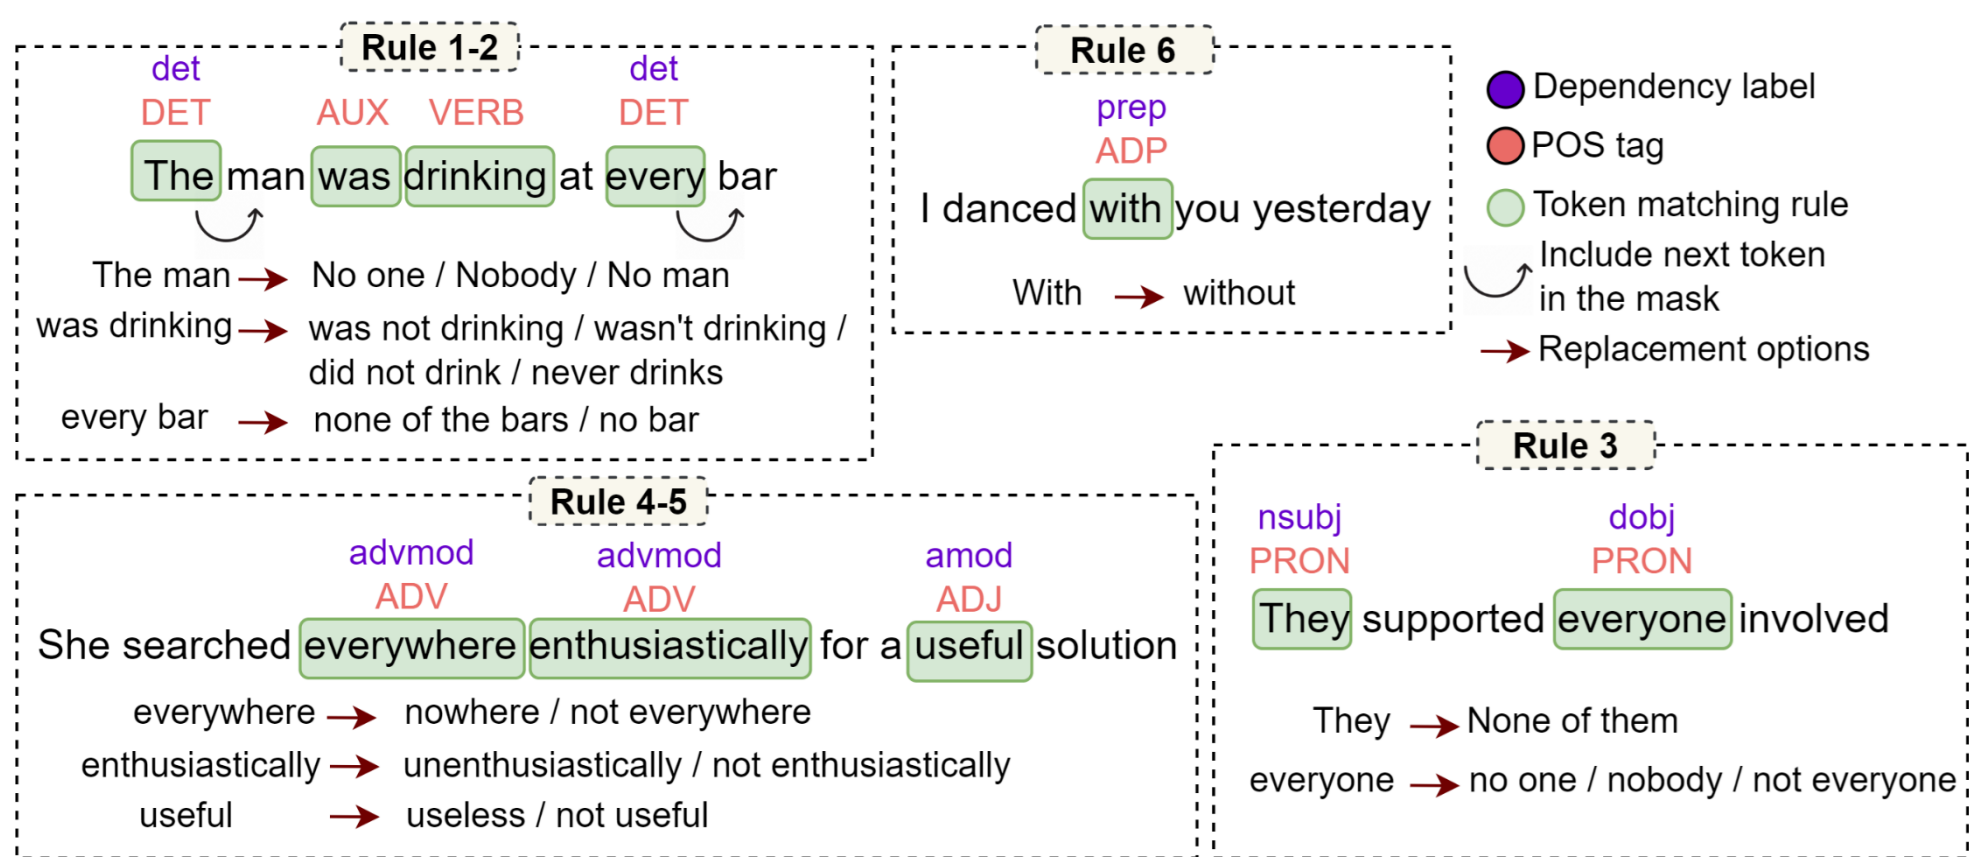 Rule 1-2
det det
DET AUX VERB DET
The man was drinking at every bar
The man No one / Nobody / No man
was drinking was not drinking / wasn't drinking /
did not drink / never drinks
every bar none of the bars / no bar
Rule 6
prep
ADP
I danced with you yesterday
With without
Dependency label
POS tag
Token matching rule
Include next token
in the mask
Replacement options
Rule 4-5
advmod advmod amod
ADV ADV ADJ
She searched everywhere enthusiastically for a useful solution
everywhere nowhere / not everywhere
enthusiastically unenthusiastically / not enthusiastically
useful useless / not useful
Rule 3
nsubj dobj
PRON PRON
They supported everyone involved
They None of them
everyone no one / nobody / not everyone